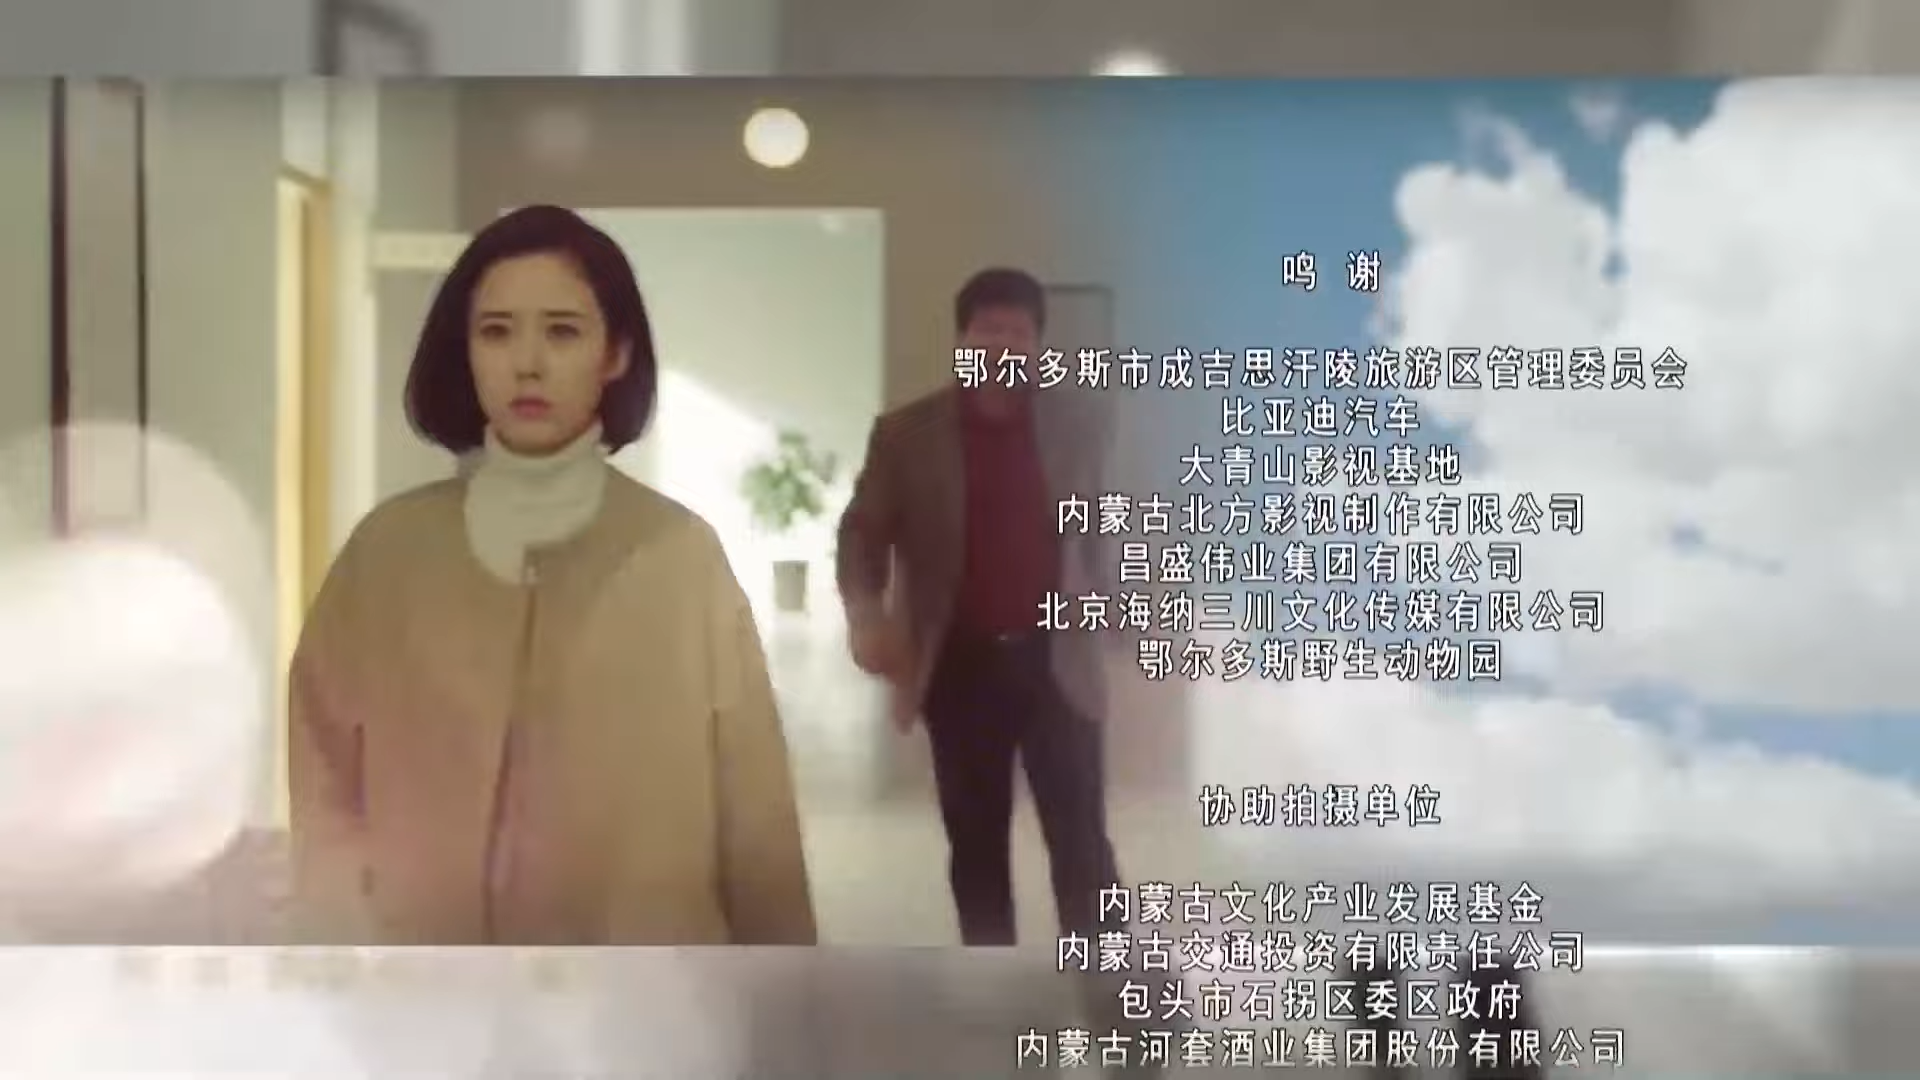 鸣 谢
鄂尔多斯市成吉思汗陵旅游区管理委员会
比亚迪汽车
大青山影视基地
内蒙古北方影视制作有限公司
昌盛伟业集团有限公司
北京海纳三川文化传媒有限公司
鄂尔多斯野生动物园
协助拍摄单位
内蒙古文化产业发展基金
内蒙古交通投资有限责任公司
包头市石拐区委区政府
内蒙古河套酒业集团股份有限公司